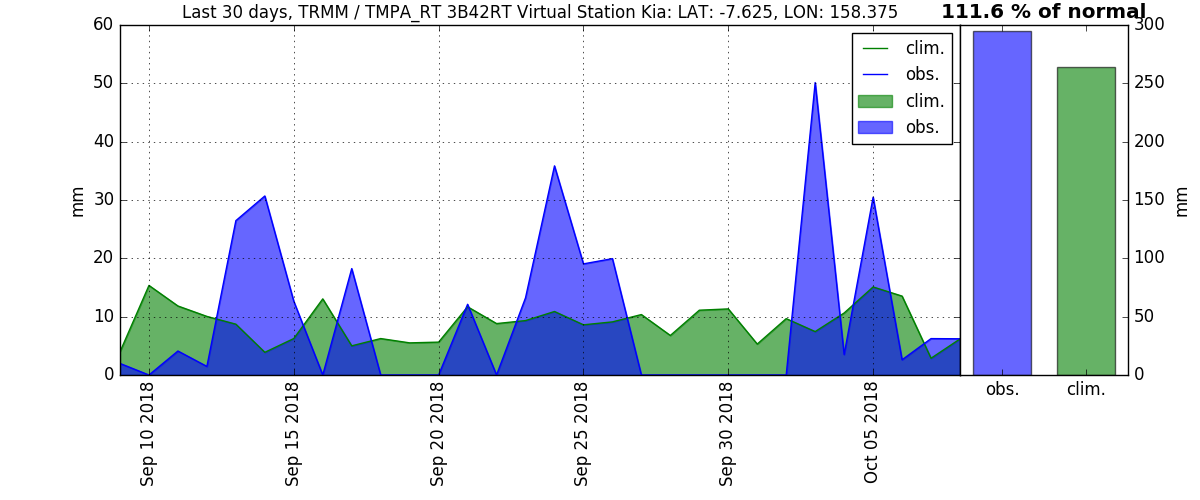 Last 30 days, TRMM / TMPA_RT 3B42RT Virtual Station Kia: LAT: -7.625, LON: 158.375
111.6 % of normal
60
50
40
30
20
10
0
mm
clim.
obs.
clim.
obs.
Sep 10 2018
Sep 15 2018
Sep 20 2018
Sep 25 2018
Sep 30 2018
Oct 05 2018
300
250
200
150
100
50
0
mm
obs.
clim.